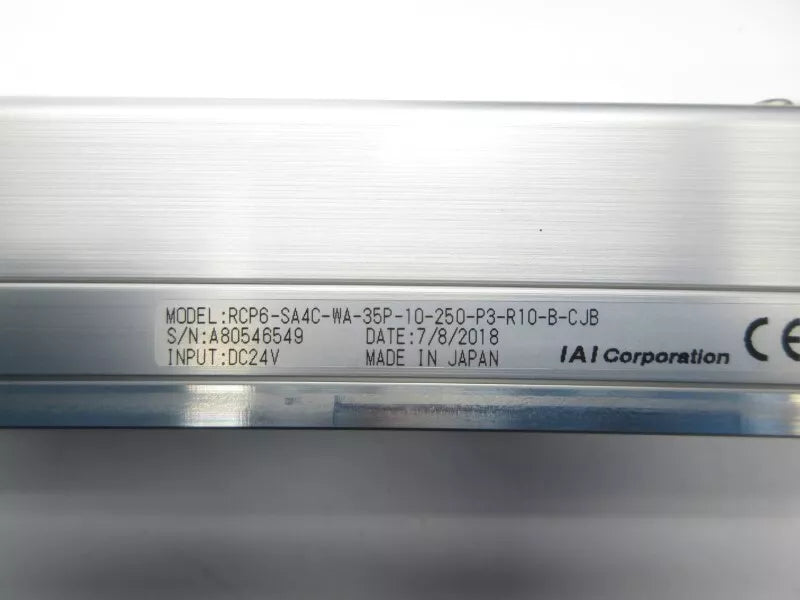 MODEL:RCP6-SA4C-WA-35P-10-250-P3-R10-B-CJB
S/N:A80546549 DATE:7/8/2018
INPUT:DC24V MADE IN JAPAN IAI Corporation CE